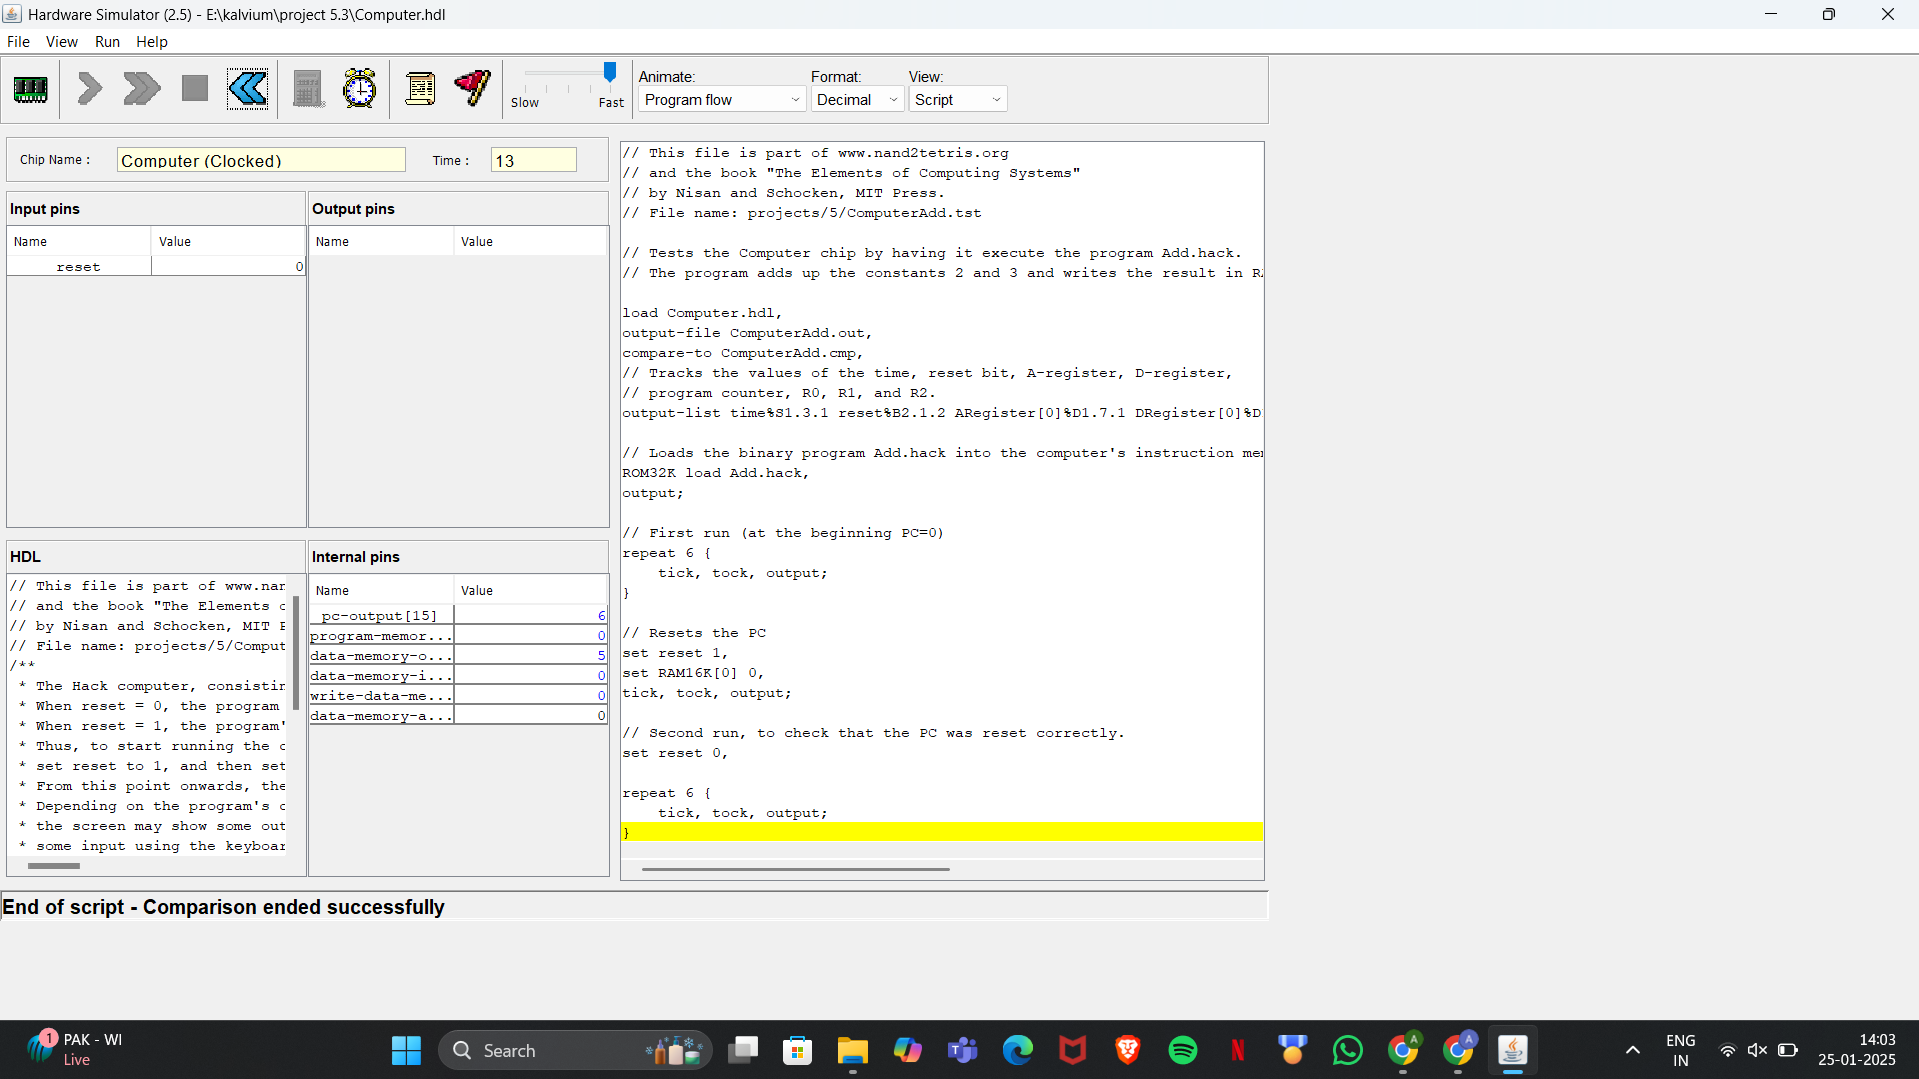 Hardware Simulator (2.5) - E:\kalvium\project 5.3\Computer.hdl
File View Run Help
Slow Fast
Animate:
Program flow
Format:
Decimal
View:
Script
Chip Name :
Computer (Clocked)
Time :
13
Input pins
Name Value
reset 0
Output pins
Name Value
HDL
// This file is part of www.nan
// and the book "The Elements o
// by Nisan and Schocken, MIT P
// File name: projects/5/Comput
/**
* The Hack computer, consistin
* When reset = 0, the program
* When reset = 1, the program'
* Thus, to start running the c
* set reset to 1, and then set
* From this point onwards, the
* Depending on the program's c
* the screen may show some out
* some input using the keyboar
Internal pins
Name Value
pc-output[15] 6
program-memor... 0
data-memory-o... 5
data-memory-i... 0
write-data-me... 0
data-memory-a... 0
// This file is part of www.nand2tetris.org
// and the book "The Elements of Computing Systems"
// by Nisan and Schocken, MIT Press.
// File name: projects/5/ComputerAdd.tst
// Tests the Computer chip by having it execute the program Add.hack.
// The program adds up the constants 2 and 3 and writes the result in RA
load Computer.hdl,
output-file ComputerAdd.out,
compare-to ComputerAdd.cmp,
// Tracks the values of the time, reset bit, A-register, D-register,
// program counter, R0, R1, and R2.
output-list time%S1.3.1 reset%B2.1.2 ARegister[0]%D1.7.1 DRegister[0]%D
// Loads the binary program Add.hack into the computer's instruction mem
ROM32K load Add.hack,
output;
// First run (at the beginning PC=0)
repeat 6 {
tick, tock, output;
}
// Resets the PC
set reset 1,
set RAM16K[0] 0,
tick, tock, output;
// Second run, to check that the PC was reset correctly.
set reset 0,
repeat 6 {
tick, tock, output;
}
End of script - Comparison ended successfully
1
PAK - WI
Live
Search
A
A
ENG
IN
14:03
25-01-2025